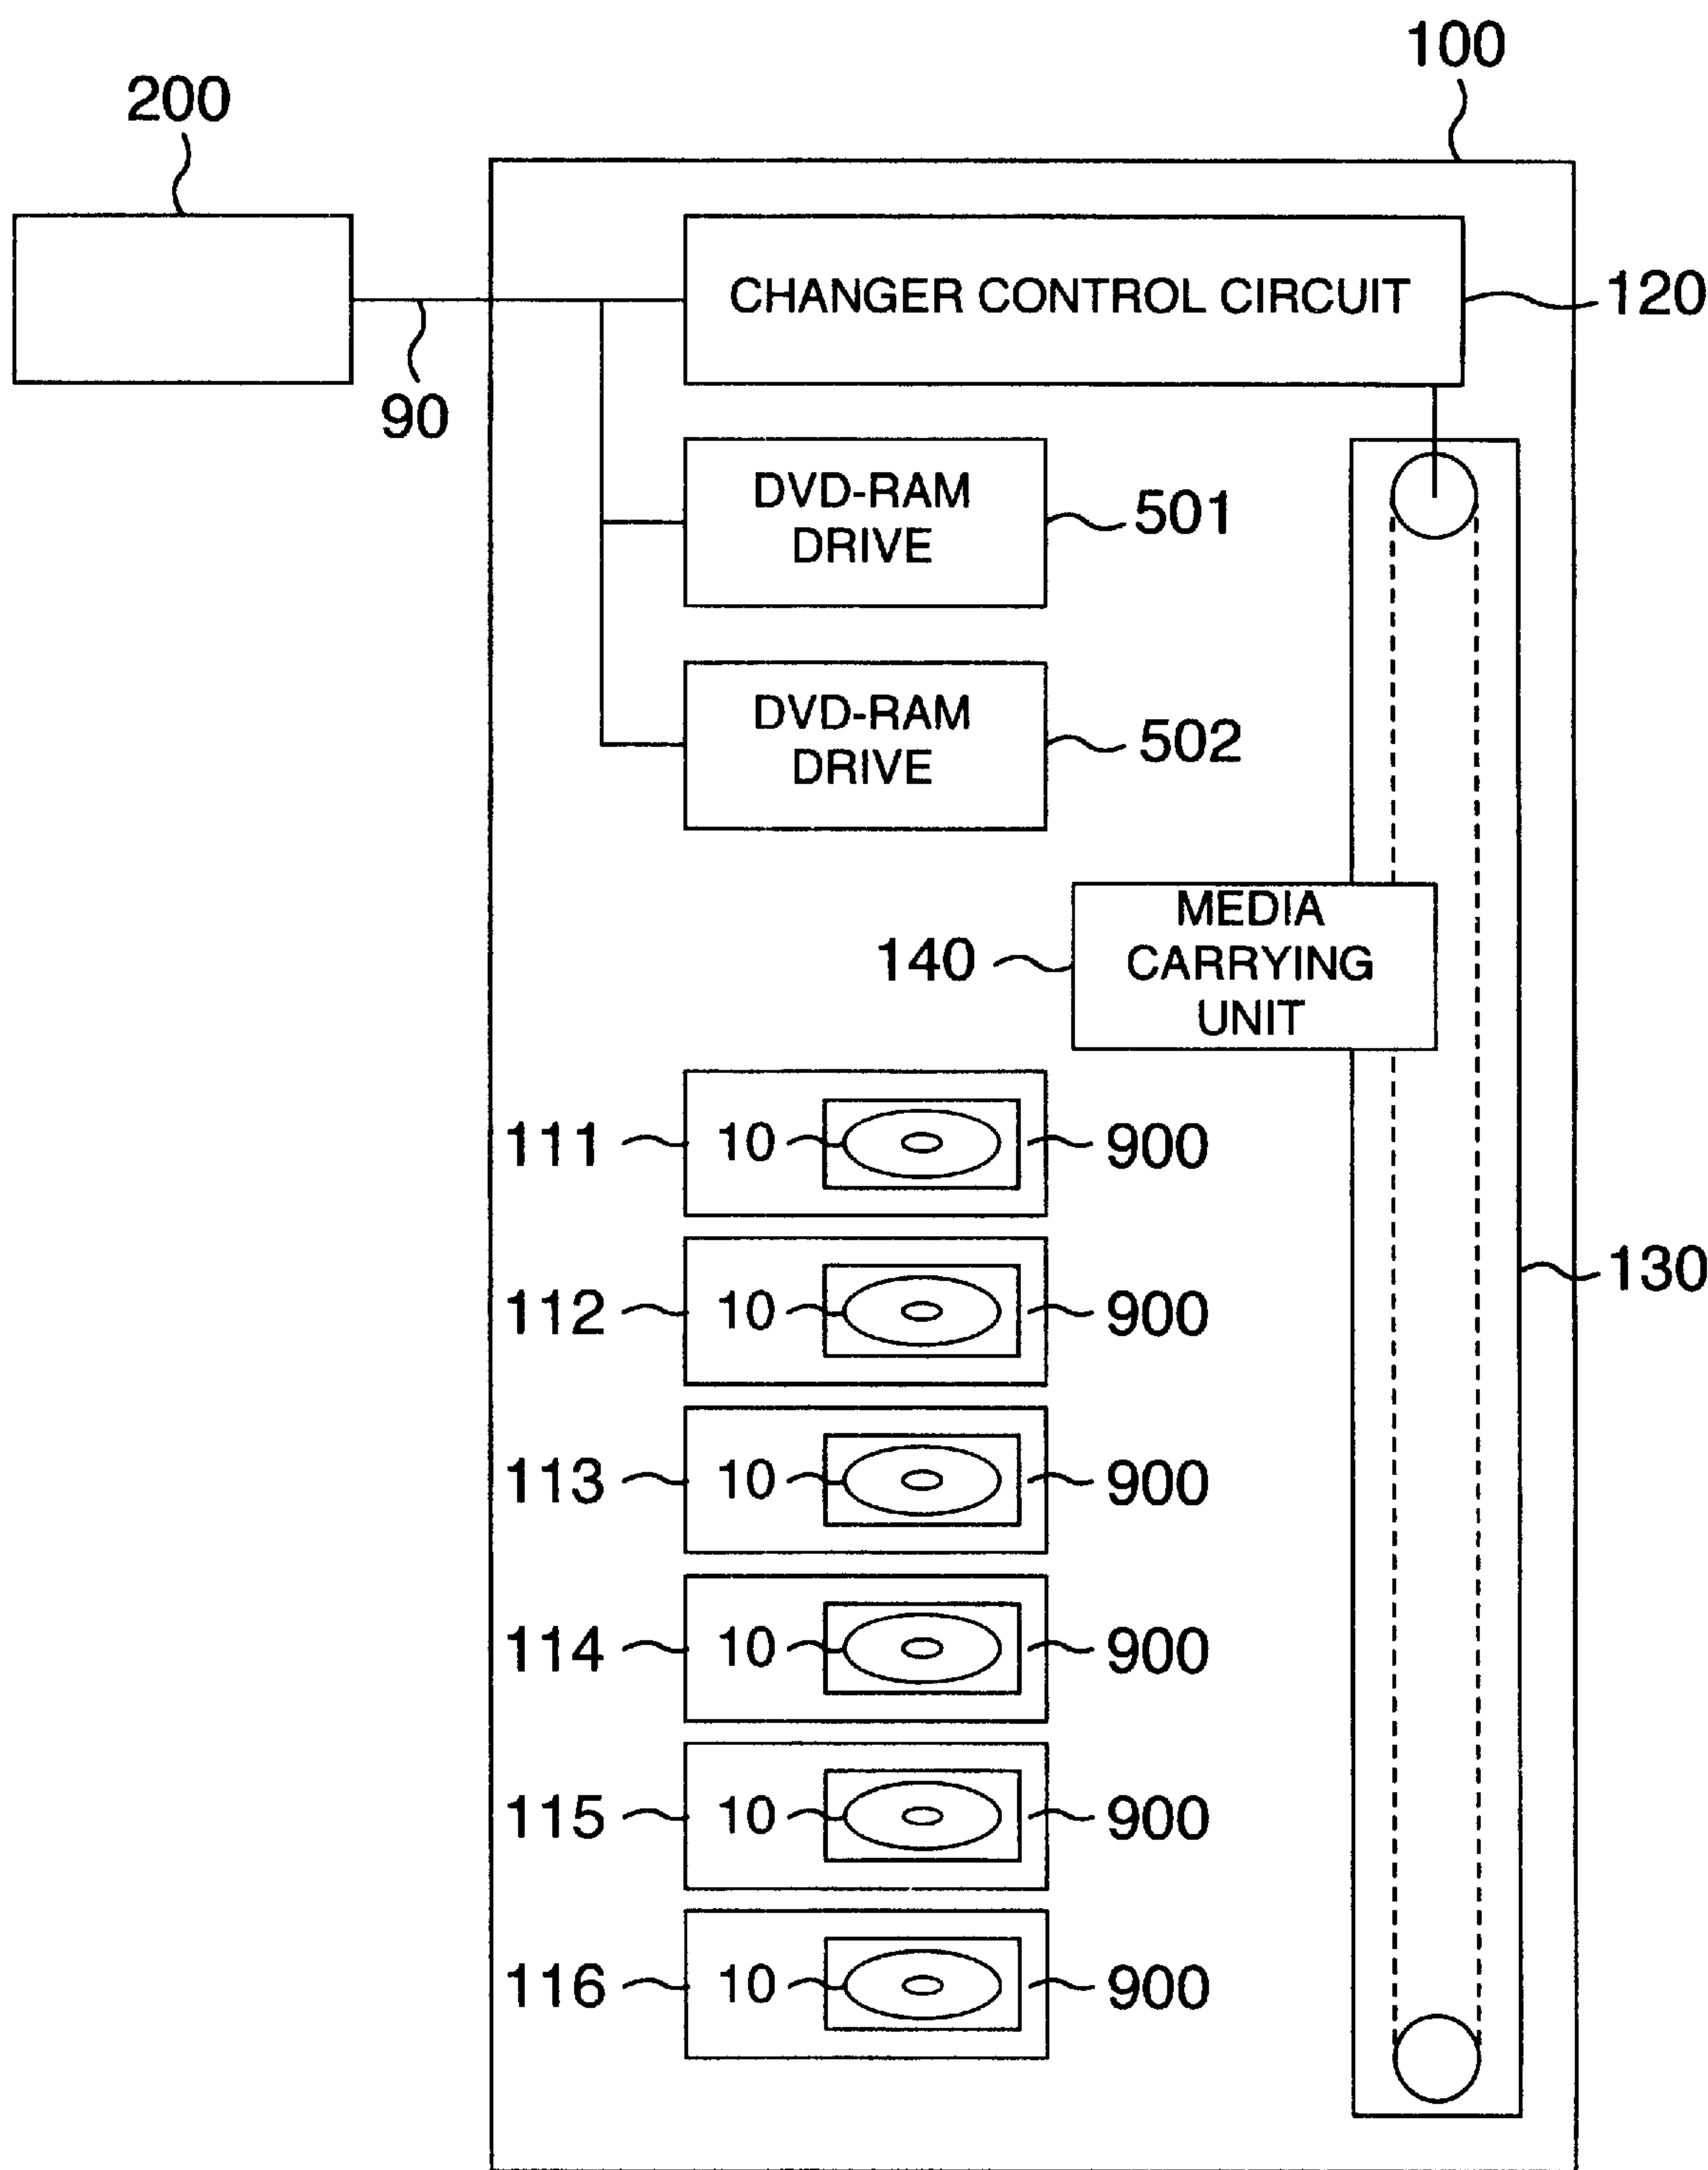 100
200
CHANGER CONTROL CIRCUIT
120
90
DVD-RAM
DRIVE
501
DVD-RAM
DRIVE
502
MEDIA
CARRYING
UNIT
140
111 10 900
112 10 900
130
113 10 900
114 10 900
115 10 900
116 10 900